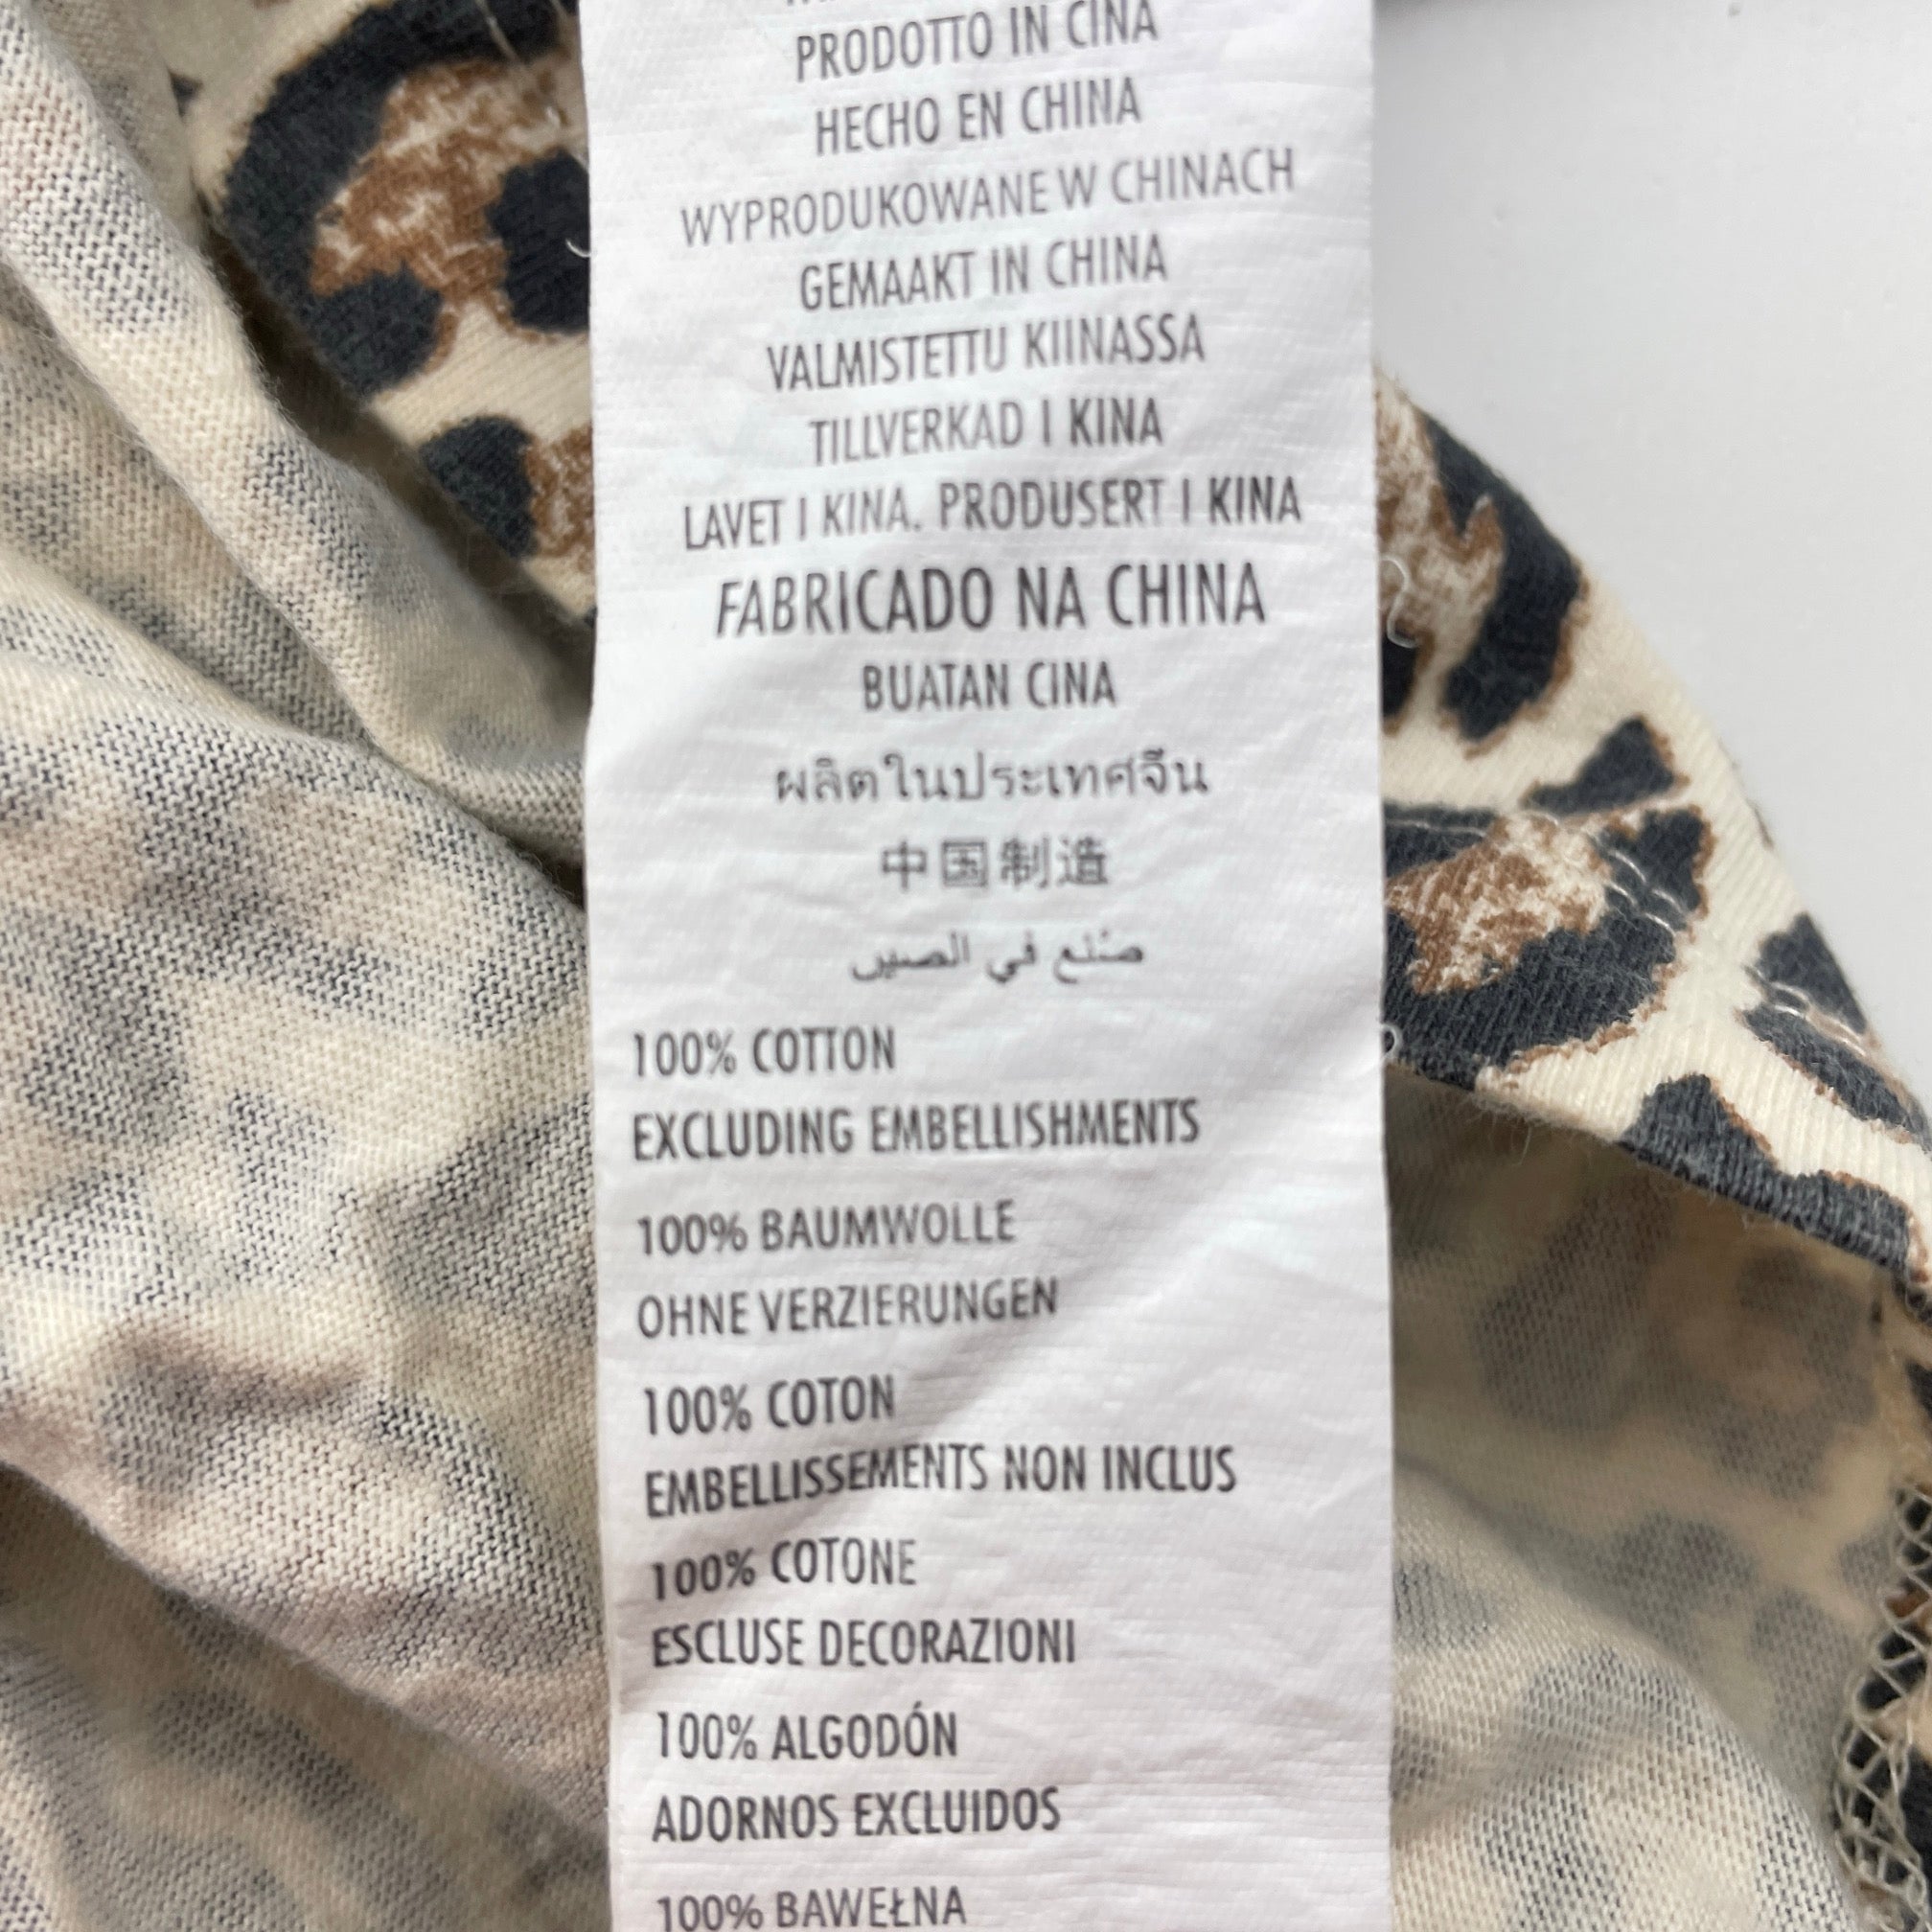 PRODOTTO IN CINA
HECHO EN CHINA
WYPRODUKOWANE W CHINACH
GEMAAKT IN CHINA
VALMISTETTU KIINASSA
TILLVERKAD I KINA
LAVET I KINA. PRODUSERT I KINA
FABRICADO NA CHINA
BUATAN CINA
ผลิตในประเทศจีน
中国制造
صُنع في الصين
100% COTTON
EXCLUDING EMBELLISHMENTS
100% BAUMWOLLE
OHNE VERZIERUNGEN
100% COTON
EMBELLISSEMENTS NON INCLUS
100% COTONE
ESCLUSE DECORAZIONI
100% ALGODÓN
ADORNOS EXCLUIDOS
100% BAWEŁNA